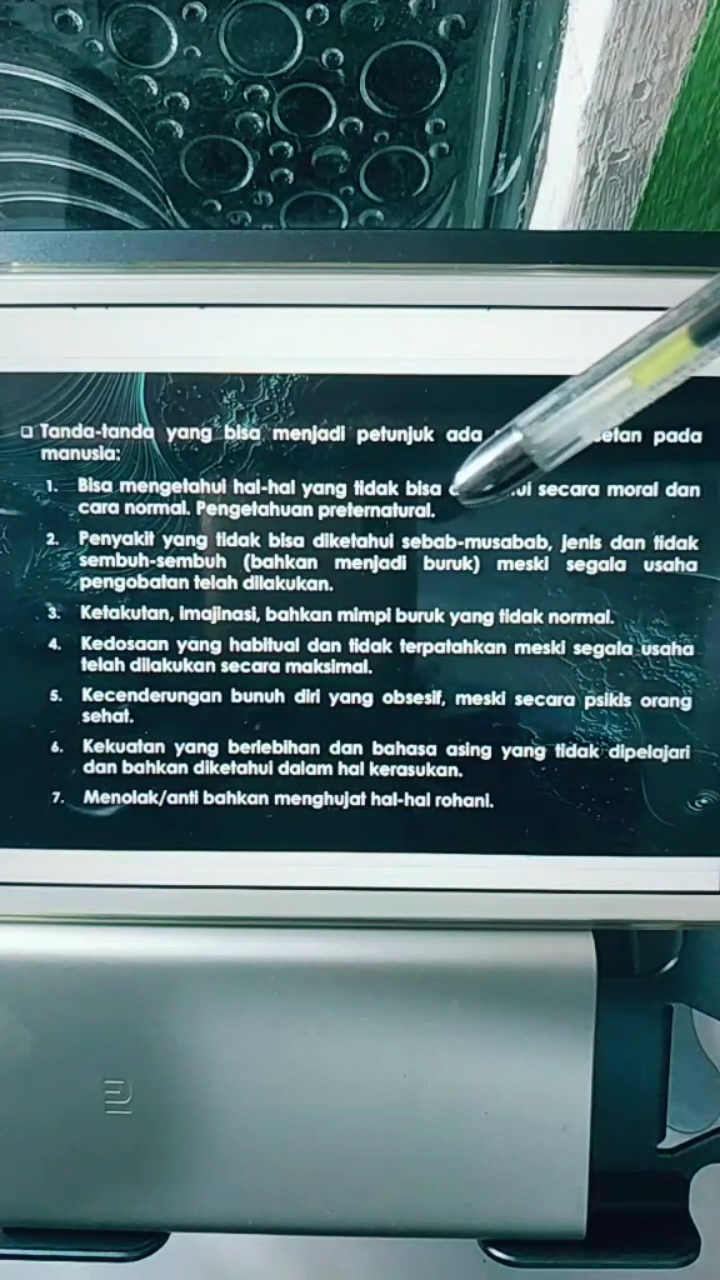 Tanda-tanda yang bisa menjadi petunjuk ada setan pada
manusia:
1. Bisa mengetahui hal-hal yang tidak bisa secara moral dan
cara normal. Pengetahuan preternatural.
2. Penyakit yang tidak bisa diketahui sebab-musabab, jenis dan tidak
sembuh-sembuh (bahkan menjadi buruk) meski segala usaha
pengobatan telah dilakukan.
3. Ketakutan, imajinasi, bahkan mimpi buruk yang tidak normal.
4. Kedosaan yang habitual dan tidak terpatahkan meski segala usaha
telah dilakukan secara maksimal.
5. Kecenderungan bunuh diri yang obsesif, meski secara psikis orang
sehat.
6. Kekuatan yang berlebihan dan bahasa asing yang tidak dipelajari
dan bahkan diketahui dalam hal kerasukan.
7. Menolak/anti bahkan menghujat hal-hal rohani.